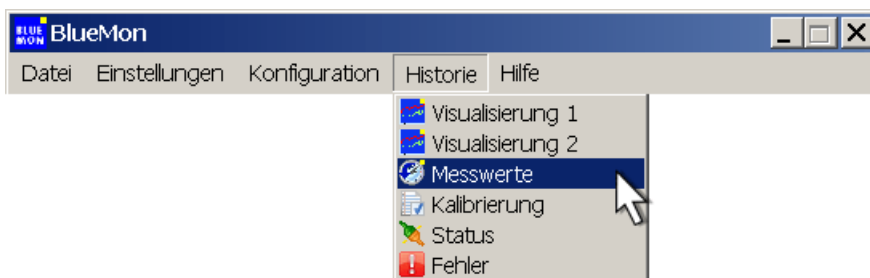 BLUE MON BlueMon
Datei Einstellungen Konfiguration Historie Hilfe
Visualisierung 1
Visualisierung 2
Messwerte
Kalibrierung
Status
Fehler